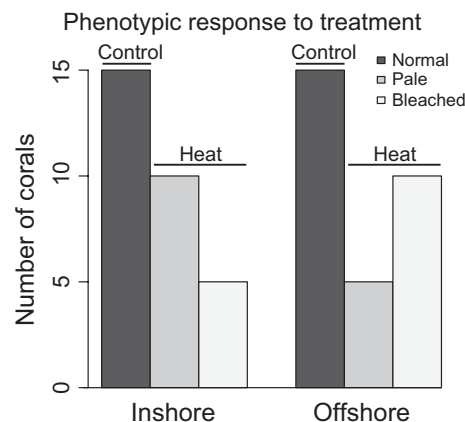 Phenotypic response to treatment
Control
Control
Normal
Pale
Bleached
Heat
Heat
Number of corals
15
10
5
0
Inshore
Offshore